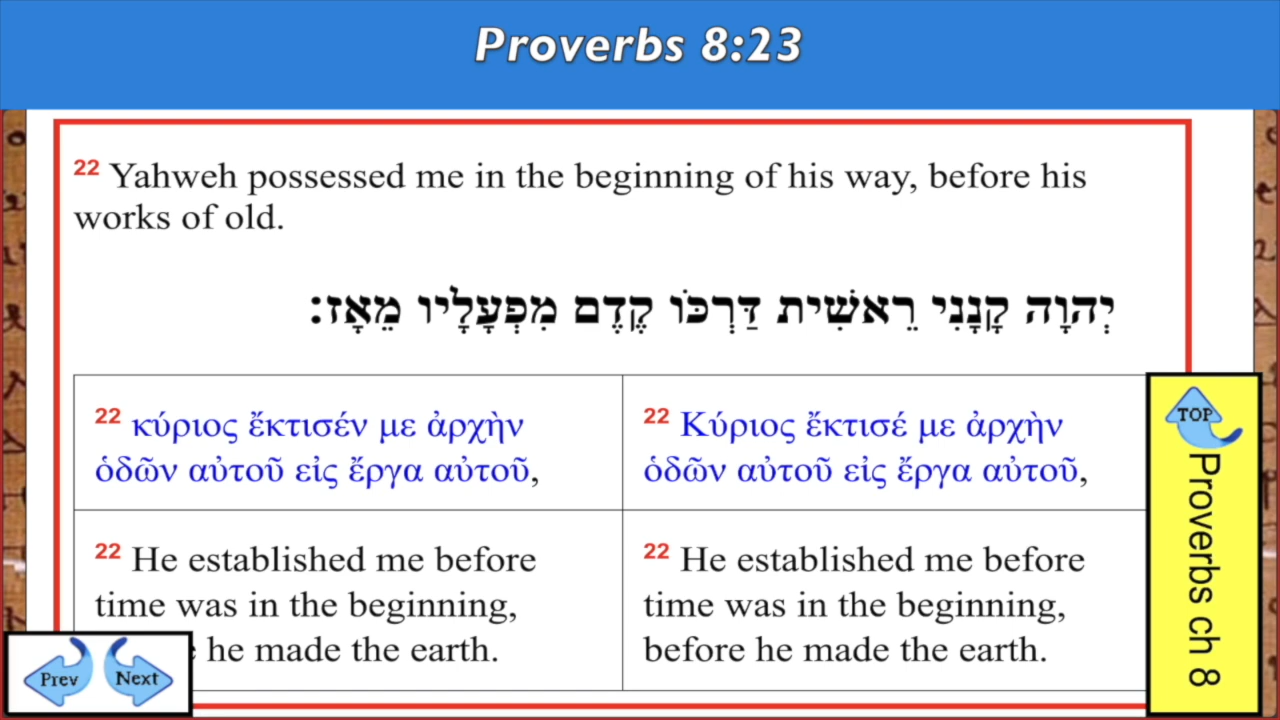 Proverbs 8:23
22 Yahweh possessed me in the beginning of his way, before his
works of old.
יְהוָה קָנָנִי רֵאשִׁית דַּרְכֹּו קֶדֶם מִפְעָלָיו מֵאָז׃
22 κύριος ἔκτισέν με ἀρχὴν
ὁδῶν αὐτοῦ εἰς ἔργα αὐτοῦ,
22 Κύριος ἔκτισέ με ἀρχὴν
ὁδῶν αὐτοῦ εἰς ἔργα αὐτοῦ,
22 He established me before
time was in the beginning,
he made the earth.
22 He established me before
time was in the beginning,
before he made the earth.
TOP
Proverbs ch 8
Prev
Next